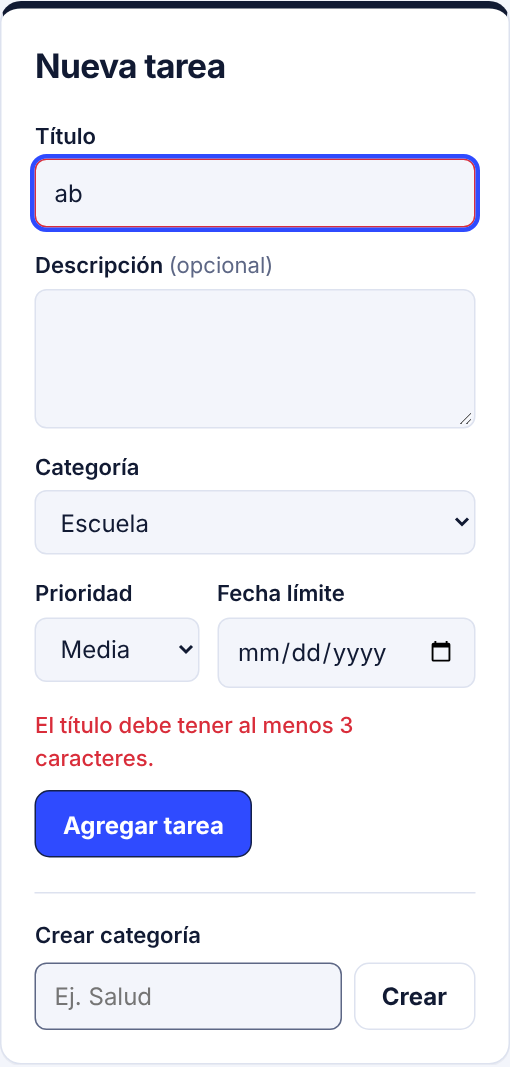 Nueva tarea
Título
ab
Descripción (opcional)
Categoría
Escuela
Prioridad Fecha límite
Media mm/dd/yyyy
El título debe tener al menos 3
caracteres.
Agregar tarea
Crear categoría
Ej. Salud Crear